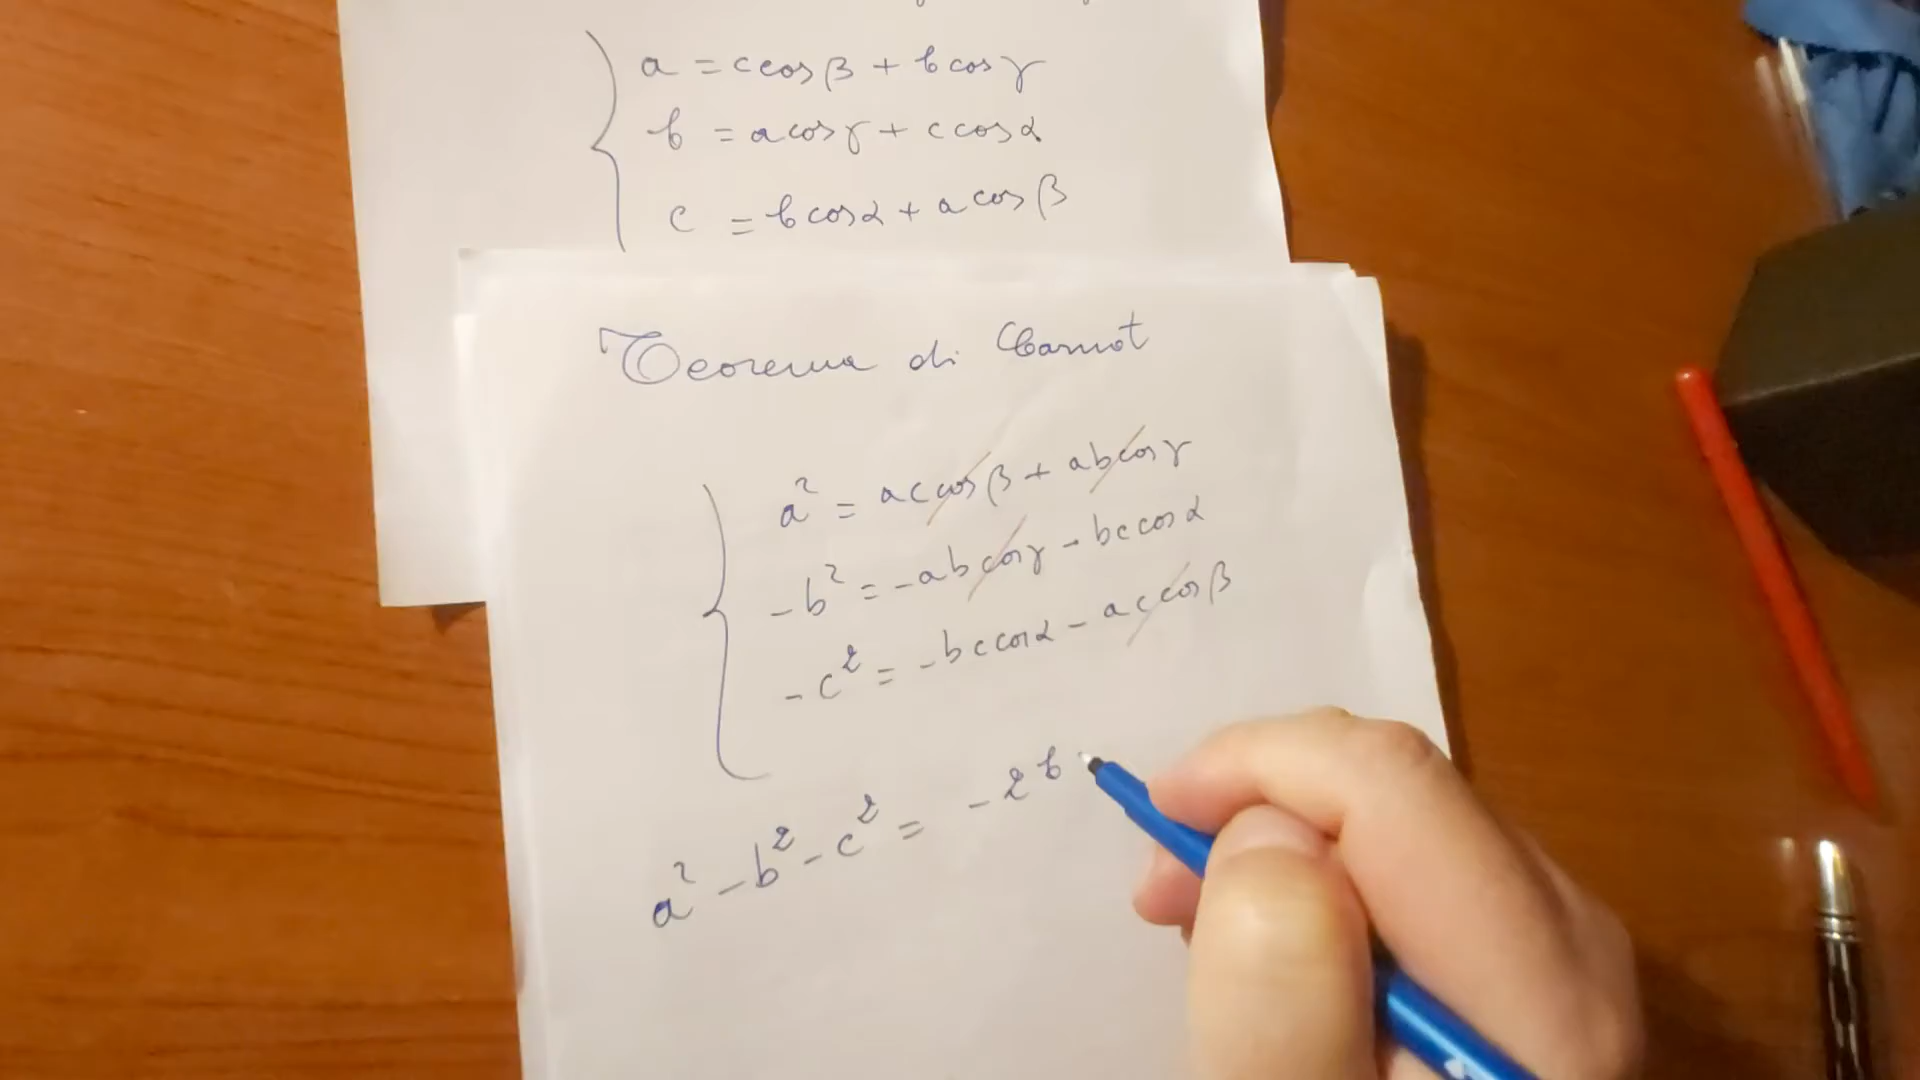 a = c cos β + b cos γ
b = a cos γ + c cos α
c = b cos α + a cos β
Teorema di Carnot
a² = ac cos β + ab cos γ
-b² = -ab cos γ - bc cos α
-c² = -bc cos α - ac cos β
a² - b² - c² = -2b